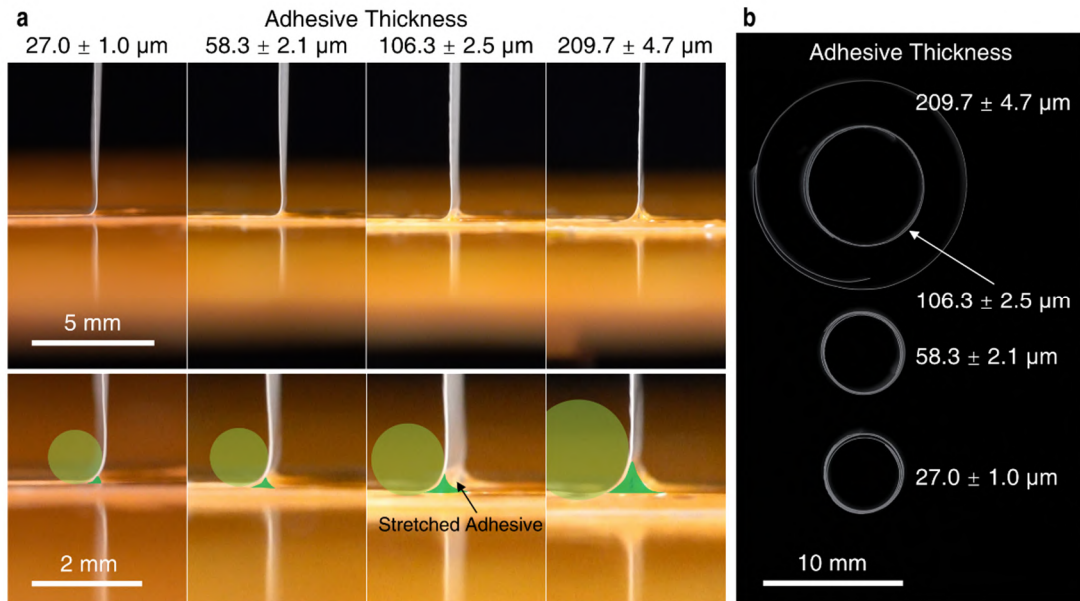 a
Adhesive Thickness
27.0 ± 1.0 µm
58.3 ± 2.1 µm
106.3 ± 2.5 µm
209.7 ± 4.7 µm
5 mm
Stretched Adhesive
2 mm
b
Adhesive Thickness
209.7 ± 4.7 µm
106.3 ± 2.5 µm
58.3 ± 2.1 µm
27.0 ± 1.0 µm
10 mm